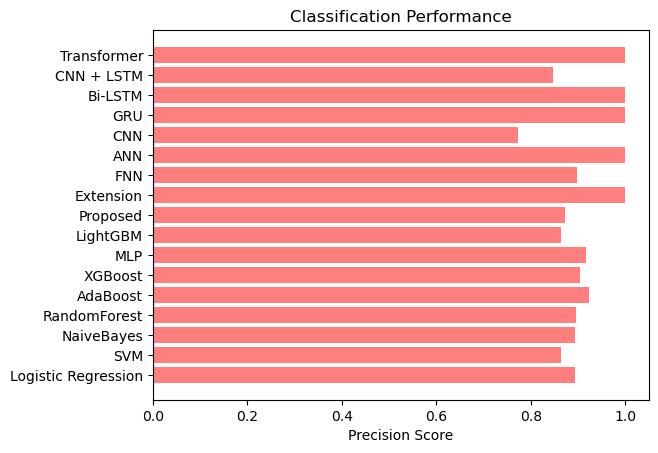 Classification Performance
Transformer
CNN + LSTM
Bi-LSTM
GRU
CNN
ANN
FNN
Extension
Proposed
LightGBM
MLP
XGBoost
AdaBoost
RandomForest
NaiveBayes
SVM
Logistic Regression
0.0 0.2 0.4 0.6 0.8 1.0
Precision Score